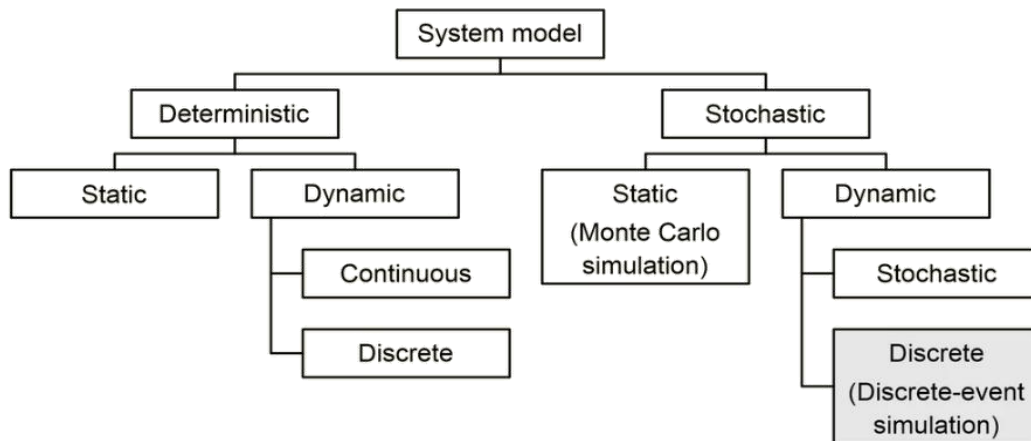 System model
Deterministic
Stochastic
Static
Dynamic
Static
(Monte Carlo
simulation)
Dynamic
Continuous
Discrete
Stochastic
Discrete
(Discrete-event
simulation)